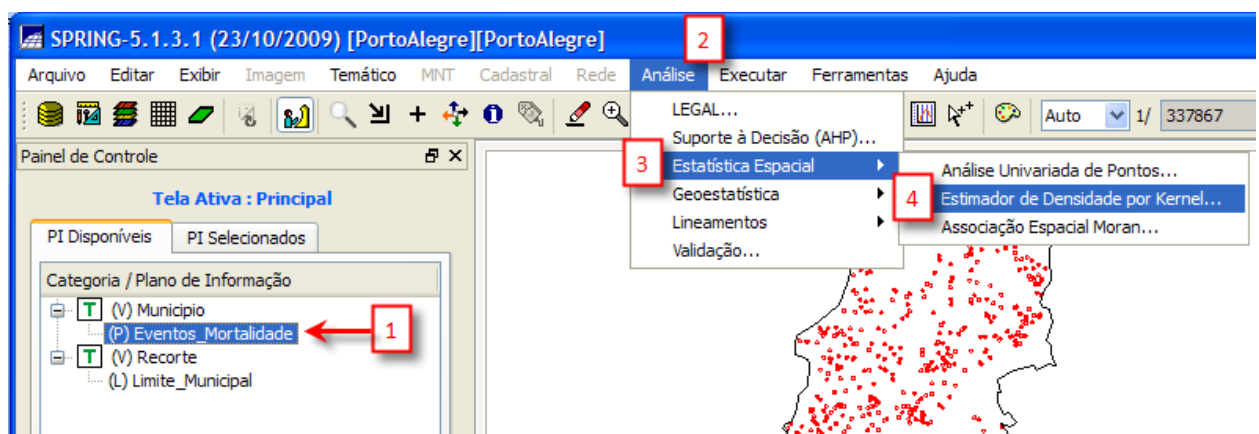 SPRING-5.1.3.1 (23/10/2009) [PortoAlegre][PortoAlegre]
2
Arquivo Editar Exibir Imagem Temático MNT Cadastral Rede Análise Executar Ferramentas Ajuda
Auto 1/ 337867
LEGAL...
Suporte à Decisão (AHP)...
3 Estatística Espacial
Geoestatística
Lineamentos
Validação...
Análise Univariada de Pontos...
4 Estimador de Densidade por Kernel...
Associação Espacial Moran...
Painel de Controle
Tela Ativa : Principal
PI Disponíveis PI Selecionados
Categoria / Plano de Informação
T (V) Municipio
(P) Eventos_Mortalidade 1
T (V) Recorte
(L) Limite_Municipal